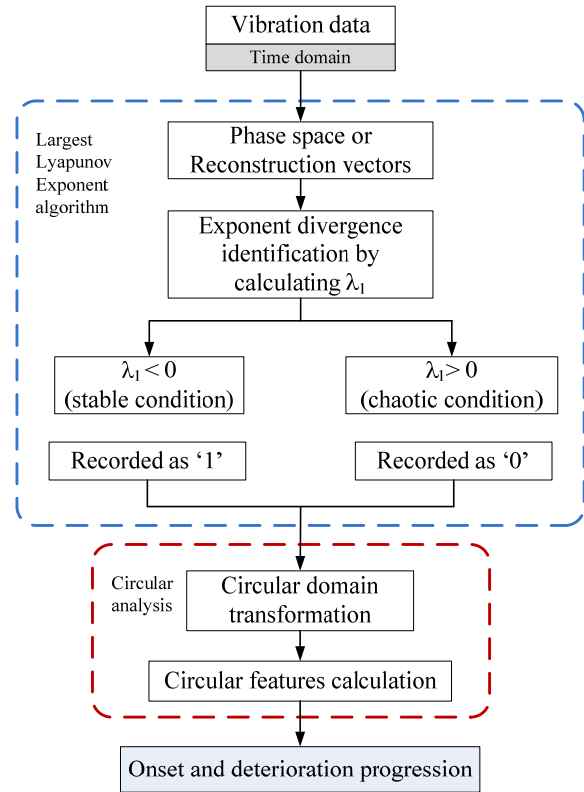 Vibration data
Time domain
Largest
Lyapunov
Exponent
algorithm
Phase space or
Reconstruction vectors
Exponent divergence
identification by
calculating λ₁
λ₁ < 0
(stable condition)
λ₁ > 0
(chaotic condition)
Recorded as ‘1’
Recorded as ‘0’
Circular
analysis
Circular domain
transformation
Circular features calculation
Onset and deterioration progression